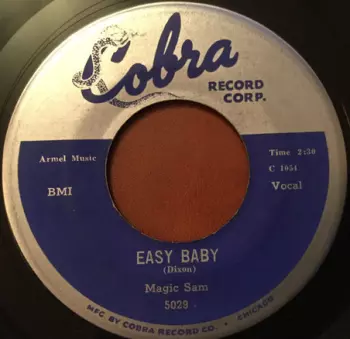 Cobra
RECORD
CORP.
Armel Music
Time 2:30
C 1054
BMI
Vocal
EASY BABY
(Dixon)
Magic Sam
5029
MFG. BY COBRA RECORD CO. • CHICAGO